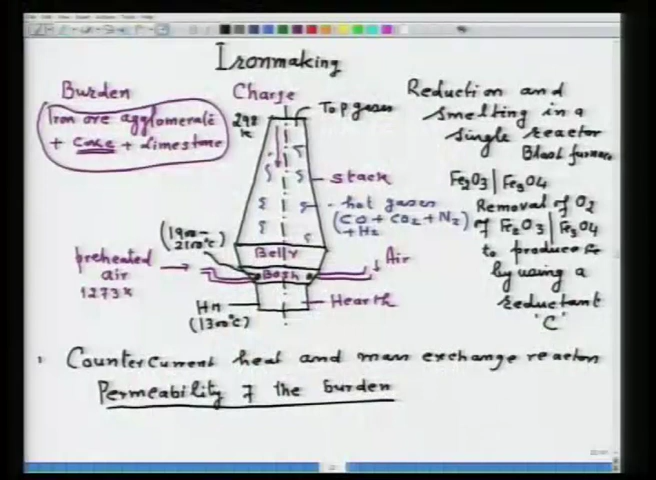 Ironmaking
Burden
Iron ore agglomerate
+ coke + limestone
Charge
Top gases
298
K
stack
hot gases
(CO + CO2 + N2)
+ H2
(1900-
2100°C)
Belly
preheated
air
1273K
Bosh
Air
Hearth
HM
(1300°C)
Reduction and
smelting in a
single reactor
Blast furnace
Fe2O3 | Fe3O4
Removal of O2
of Fe2O3 | Fe3O4
to produce Fe
by using a
reductant
'C'
Countercurrent heat and mass exchange reactor
Permeability of the burden